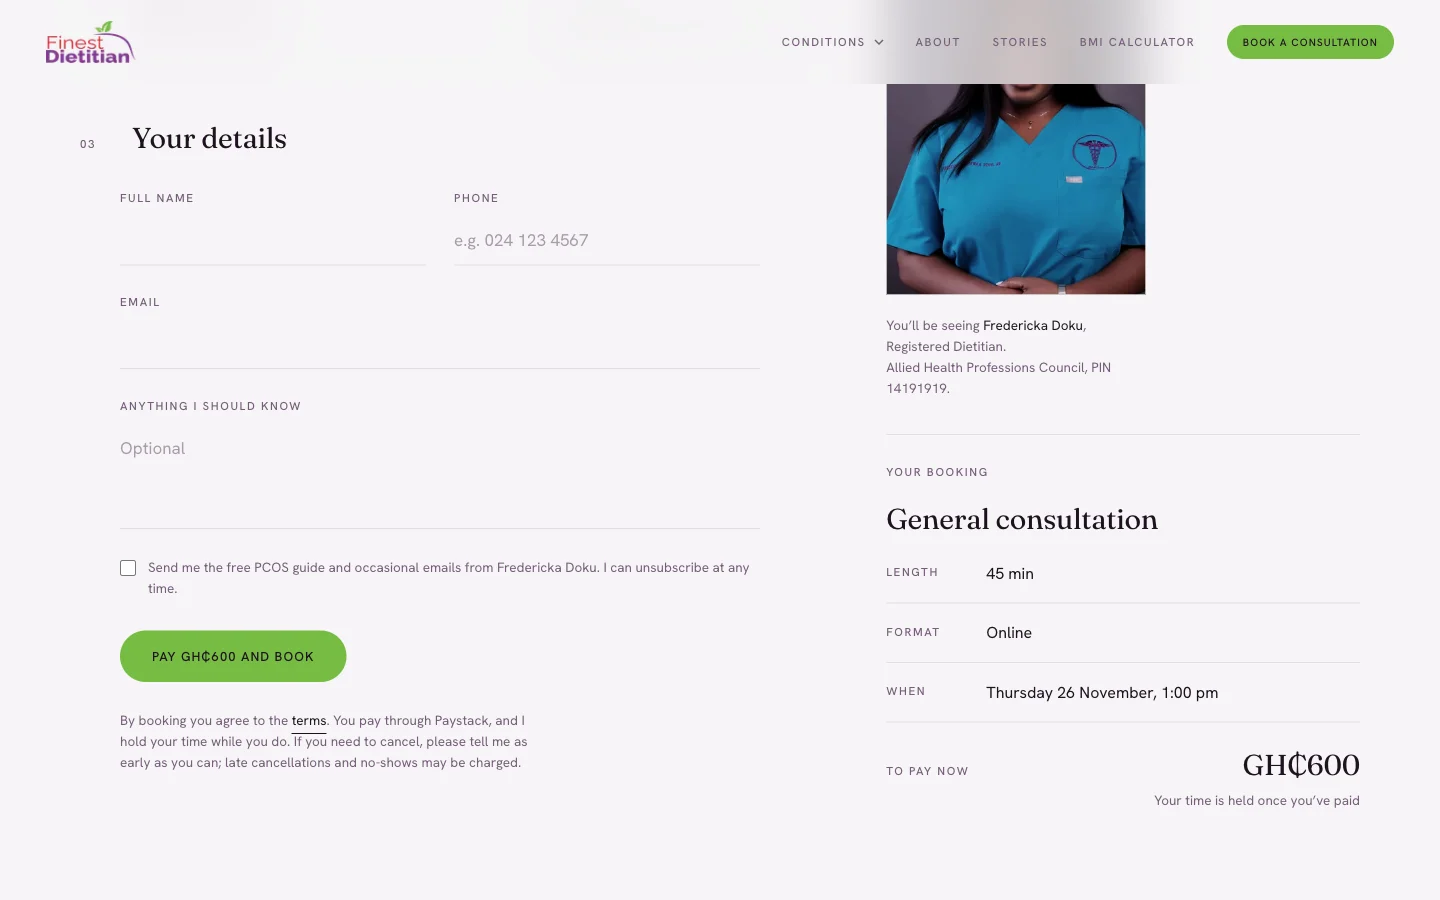 Finest
Dietitian
CONDITIONS
ABOUT
STORIES
BMI CALCULATOR
BOOK A CONSULTATION
03
Your details
FULL NAME
PHONE
e.g. 024 123 4567
EMAIL
ANYTHING I SHOULD KNOW
Optional
Send me the free PCOS guide and occasional emails from Fredericka Doku. I can unsubscribe at any
time.
PAY GH₵600 AND BOOK
By booking you agree to the terms. You pay through Paystack, and I
hold your time while you do. If you need to cancel, please tell me as
early as you can; late cancellations and no-shows may be charged.
You’ll be seeing Fredericka Doku,
Registered Dietitian.
Allied Health Professions Council, PIN
14191919.
YOUR BOOKING
General consultation
LENGTH
45 min
FORMAT
Online
WHEN
Thursday 26 November, 1:00 pm
TO PAY NOW
GH₵600
Your time is held once you’ve paid